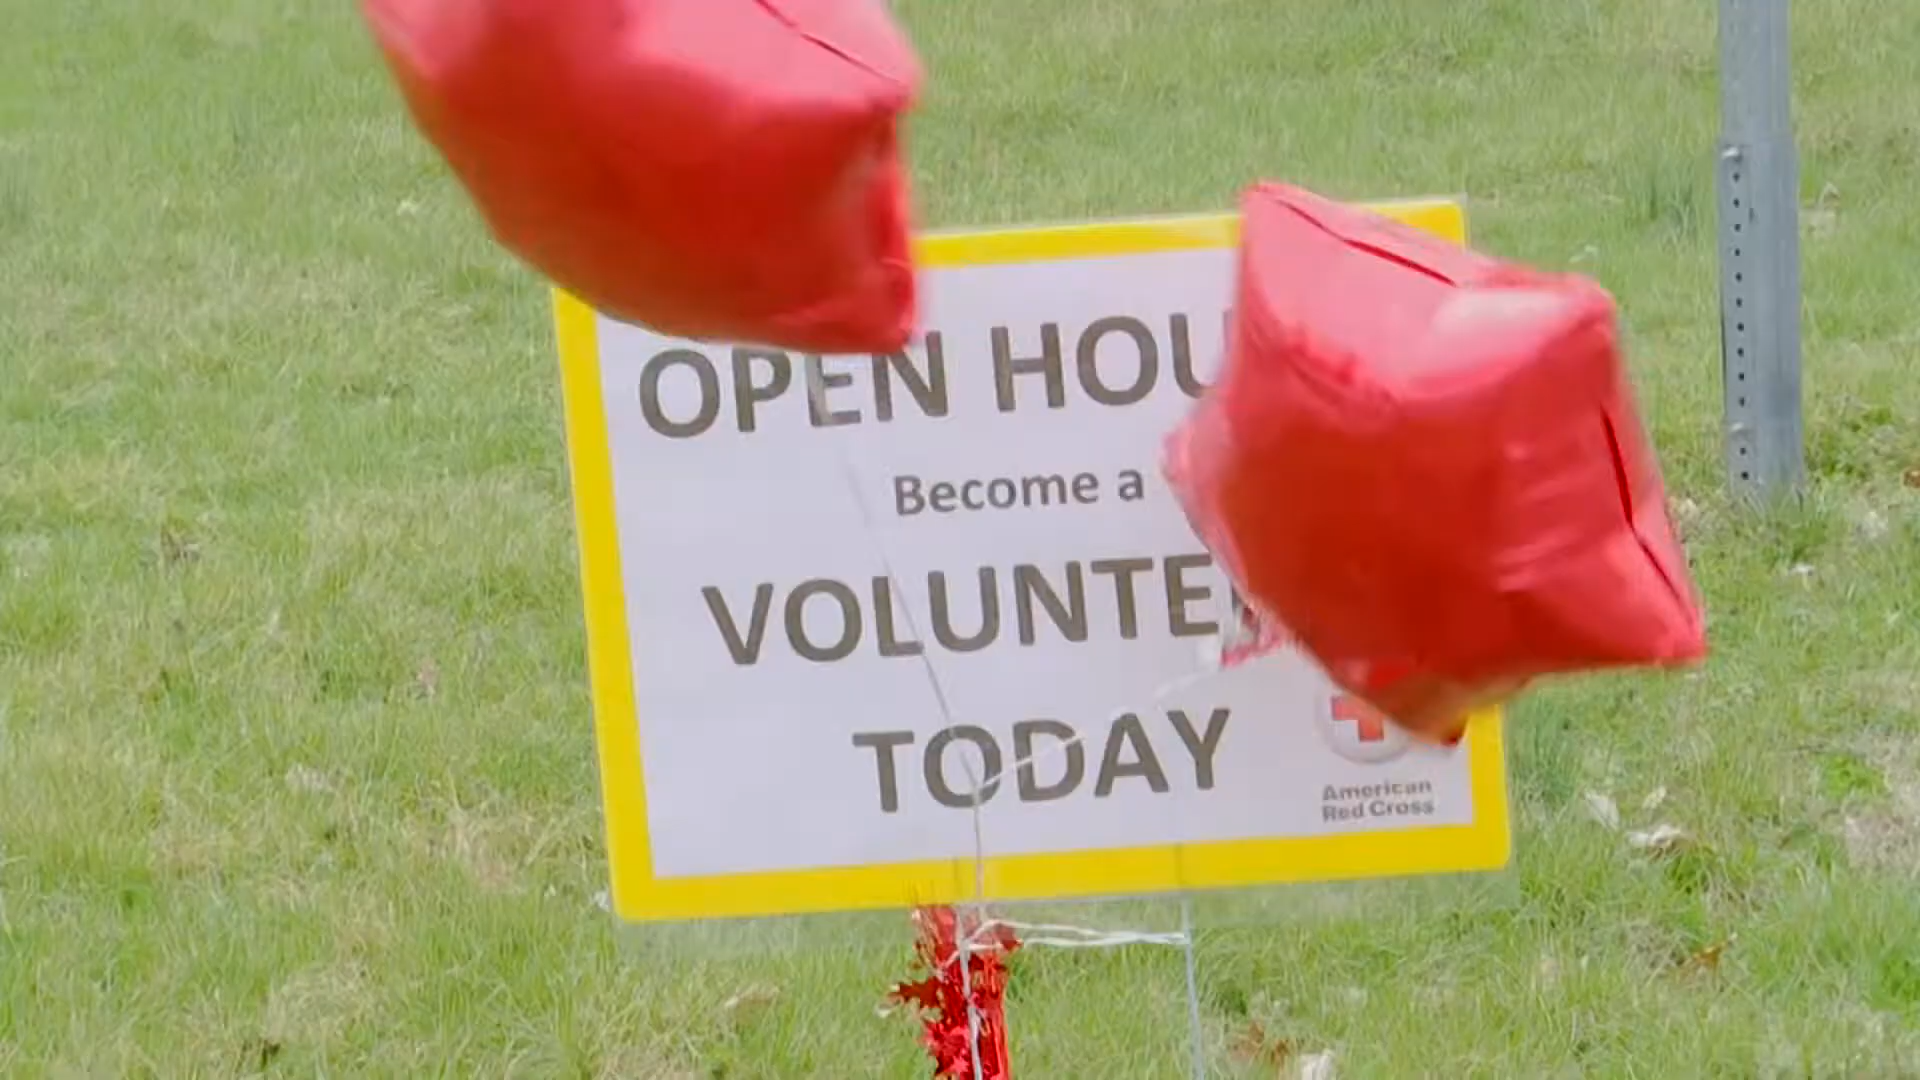 OPEN HOU
Become a
VOLUNTE
TODAY
American
Red Cross